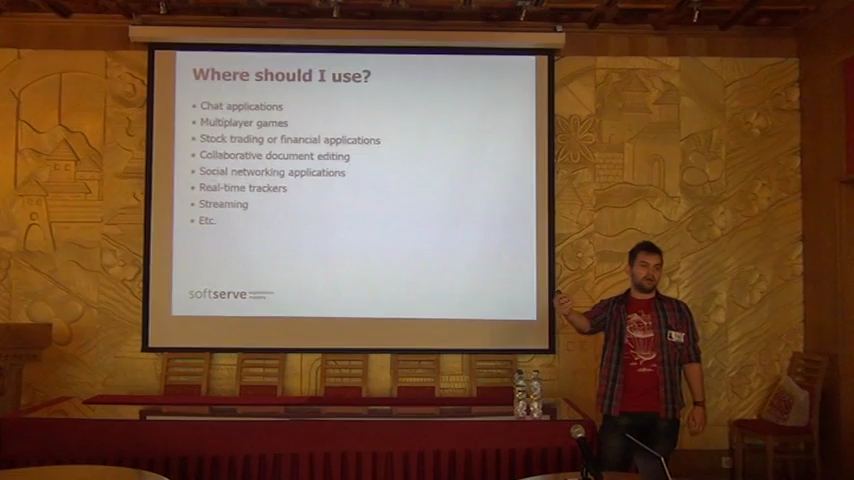 Where should I use?
• Chat applications
• Multiplayer games
• Stock trading or financial applications
• Collaborative document editing
• Social networking applications
• Real-time trackers
• Streaming
• Etc.
softserve